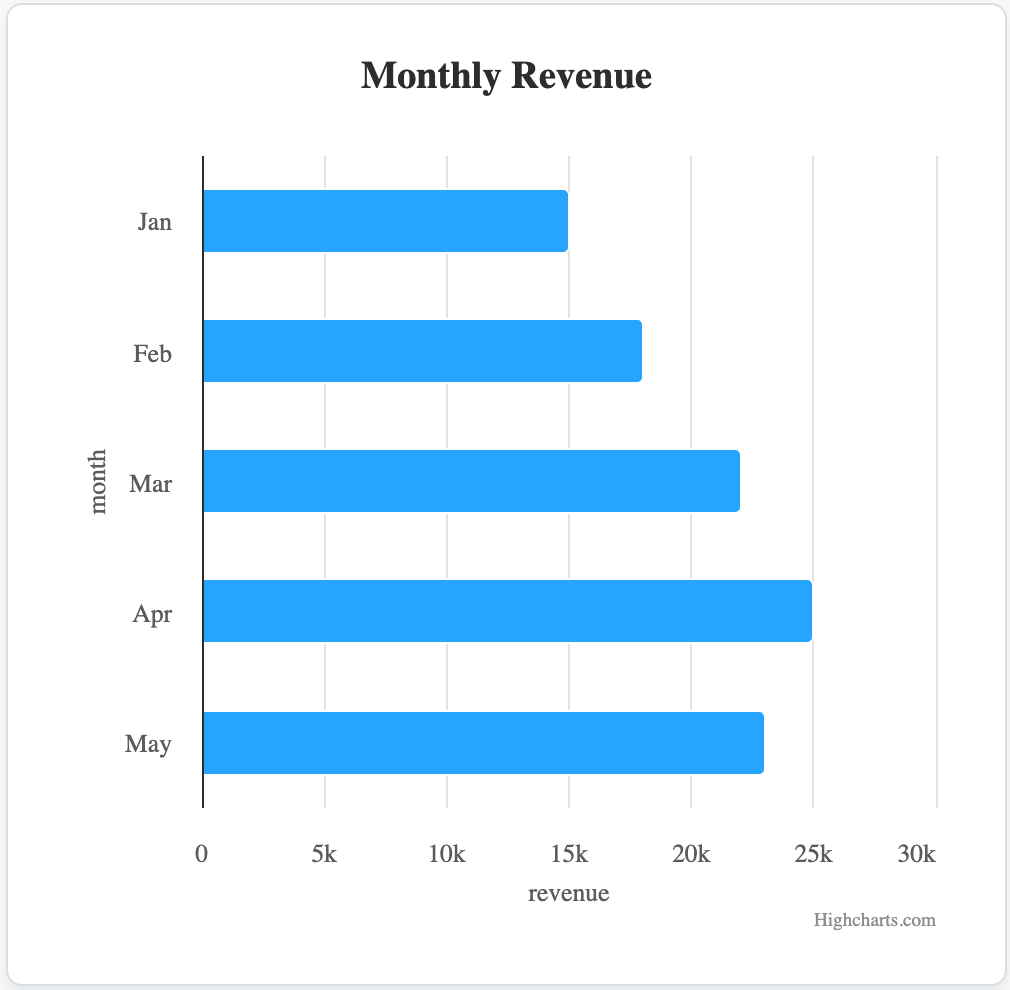 Monthly Revenue
Jan
Feb
Mar
Apr
May
month
0 5k 10k 15k 20k 25k 30k
revenue
Highcharts.com